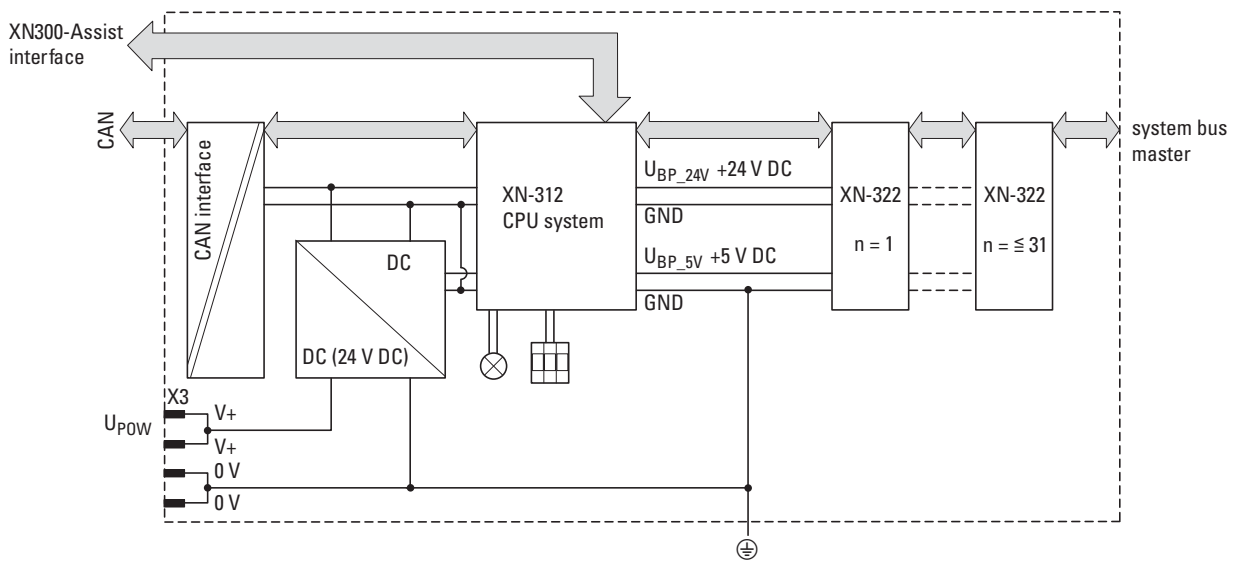 XN300-Assist
interface
CAN
CAN interface
system bus
master
U_BP_24V +24 V DC
XN-312
CPU system
GND
XN-322
XN-322
n = 1
n = ≦ 31
DC
U_BP_5V +5 V DC
GND
DC (24 V DC)
X3
U_POW
V+
V+
0 V
0 V